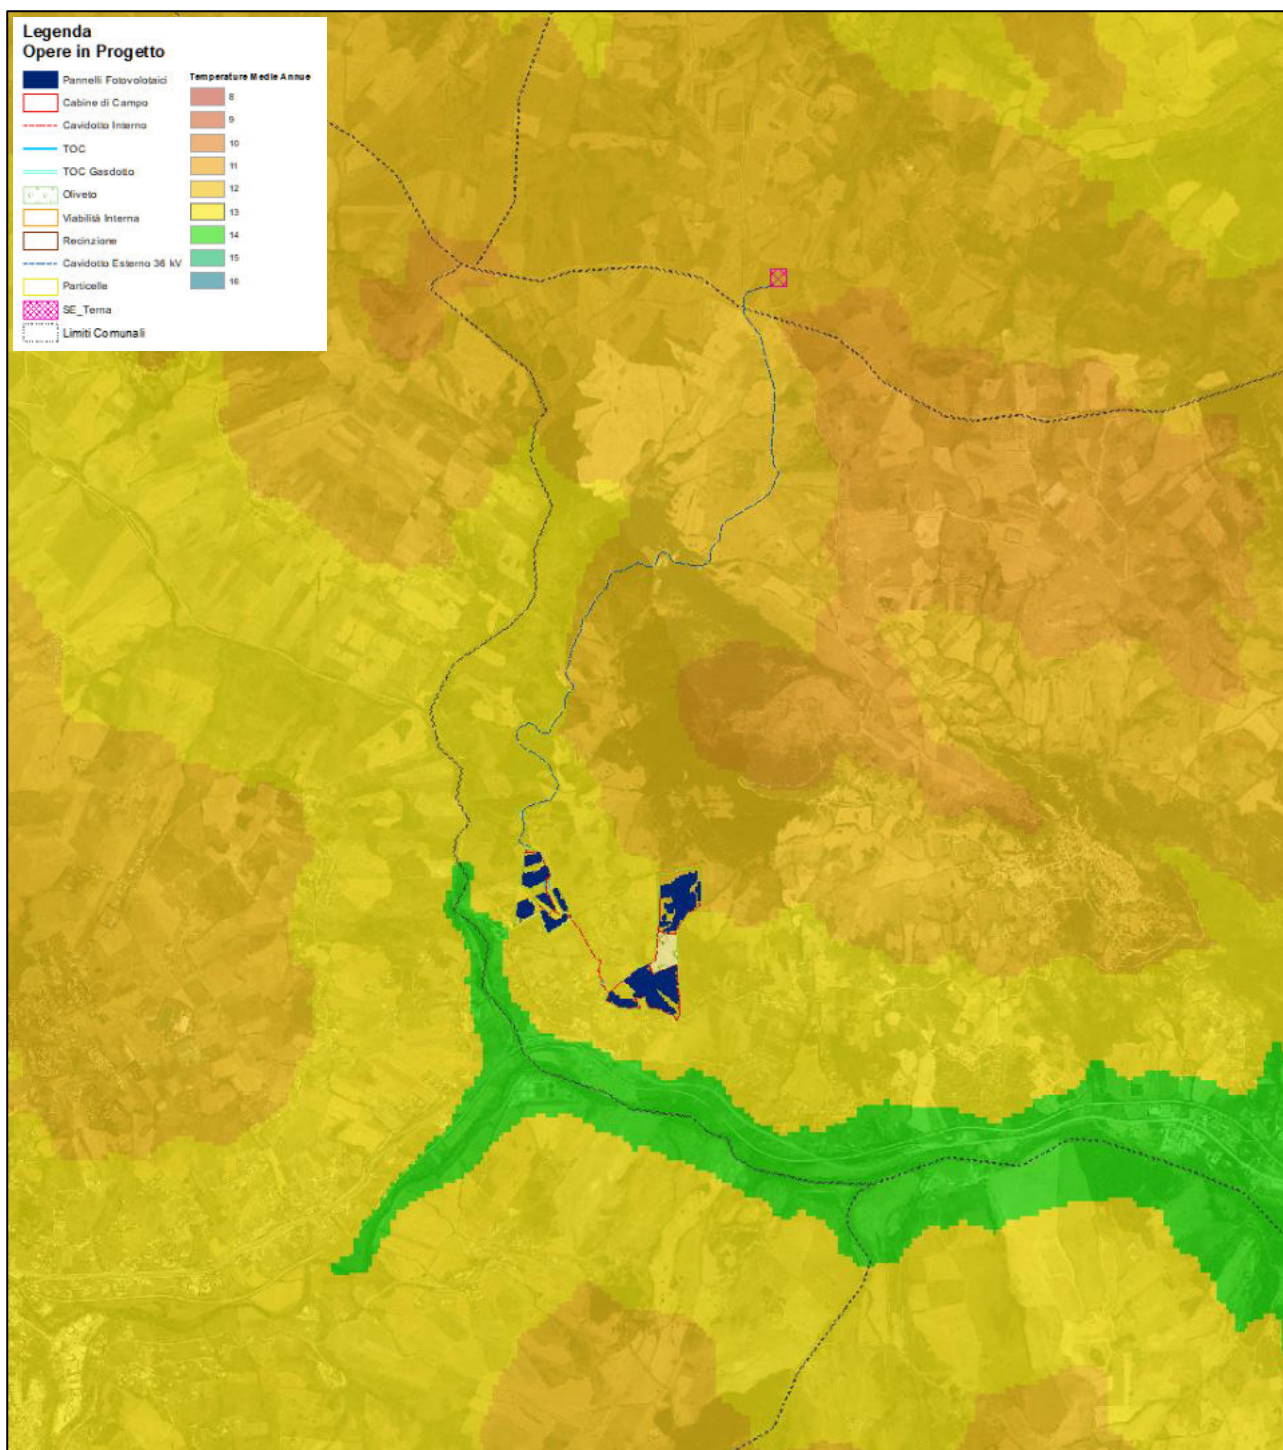 Legenda
Opere in Progetto
Pannelli Fotovolotaici
Cabine di Campo
Cavidotto Interno
TOC
TOC Gasdotto
Oliveto
Viabilità Interna
Recinzione
Cavidotto Esterno 36 kV
Particelle
SE_Terna
Limiti Comunali
Temperature Medie Annue
8
9
10
11
12
13
14
15
16